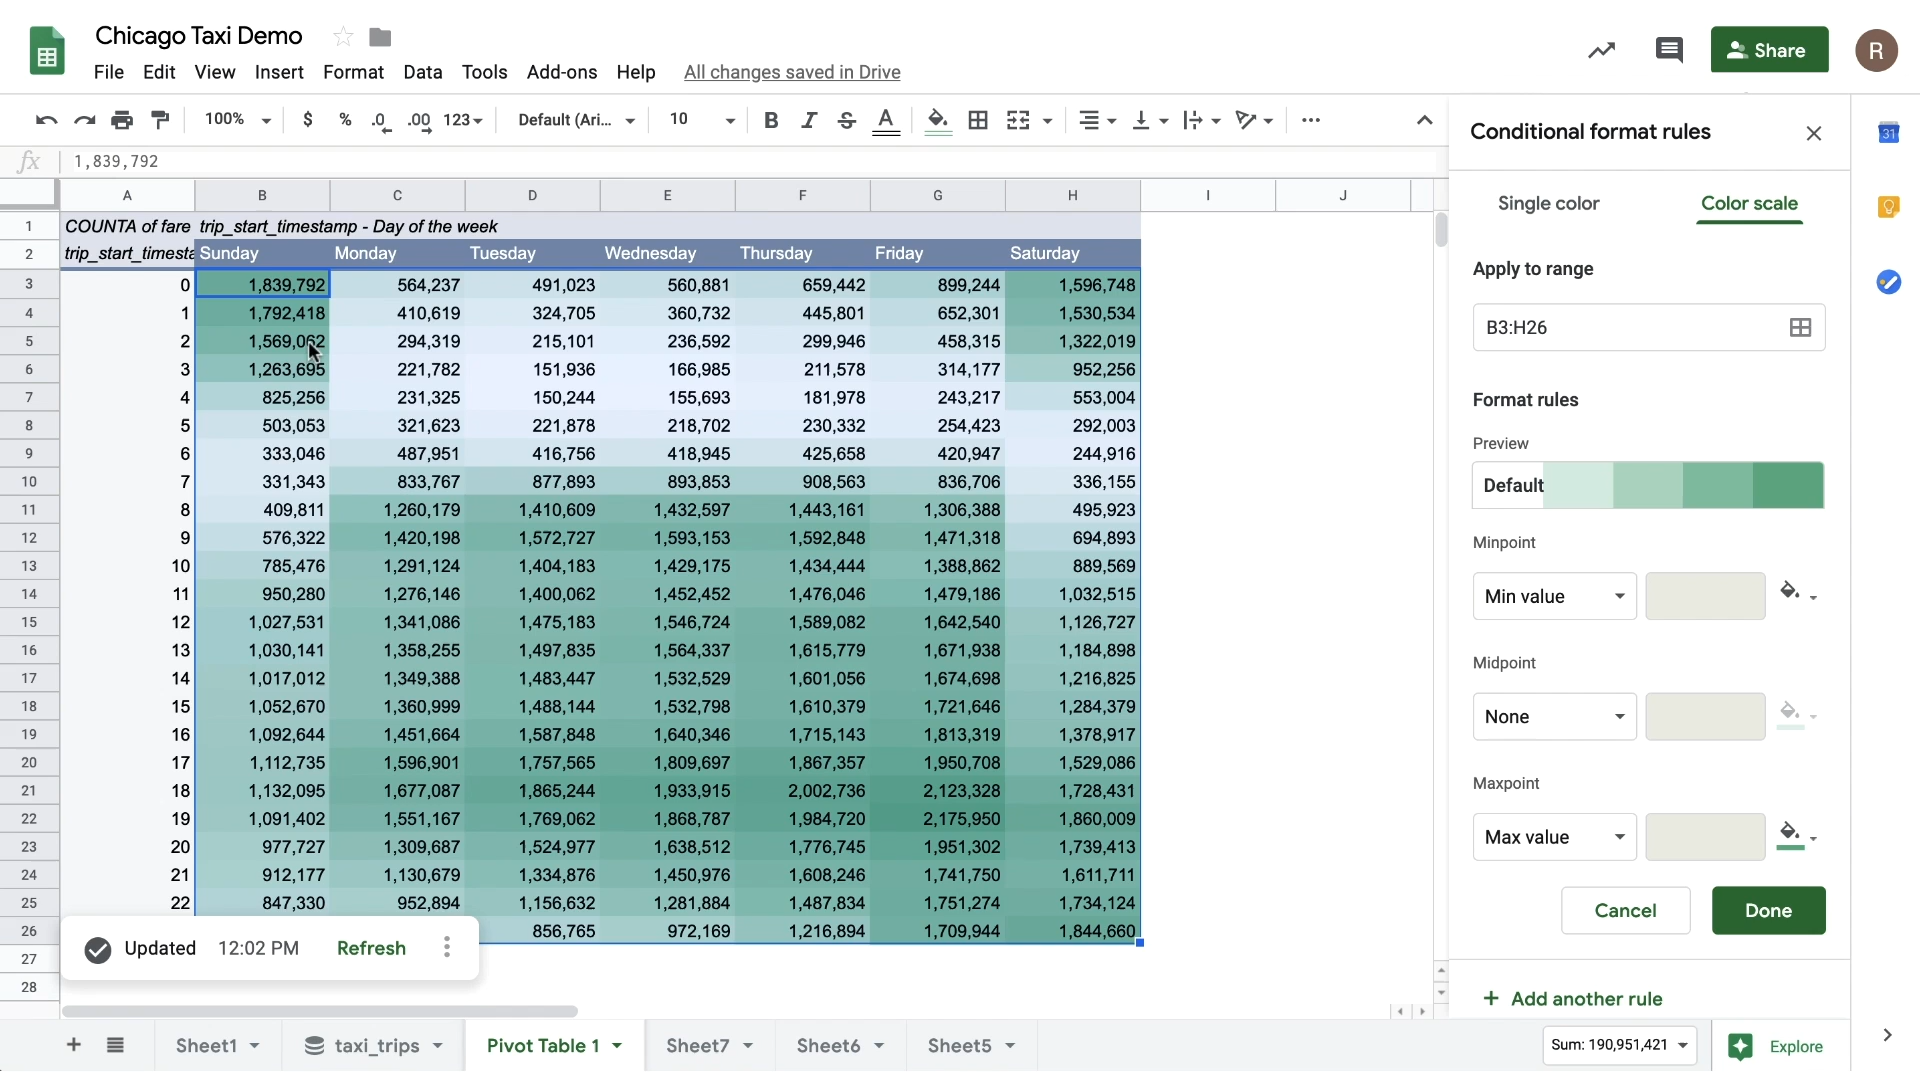 Chicago Taxi Demo
File Edit View Insert Format Data Tools Add-ons Help All changes saved in Drive
Share
R
100% $ % .0 .00 123 Default (Ari... 10 B I S A
fx 1,839,792
A B C D E F G H I J
1 COUNTA of fare trip_start_timestamp - Day of the week
2 trip_start_timesta Sunday Monday Tuesday Wednesday Thursday Friday Saturday
3 0 1,839,792 564,237 491,023 560,881 659,442 899,244 1,596,748
4 1 1,792,418 410,619 324,705 360,732 445,801 652,301 1,530,534
5 2 1,569,062 294,319 215,101 236,592 299,946 458,315 1,322,019
6 3 1,263,695 221,782 151,936 166,985 211,578 314,177 952,256
7 4 825,256 231,325 150,244 155,693 181,978 243,217 553,004
8 5 503,053 321,623 221,878 218,702 230,332 254,423 292,003
9 6 333,046 487,951 416,756 418,945 425,658 420,947 244,916
10 7 331,343 833,767 877,893 893,853 908,563 836,706 336,155
11 8 409,811 1,260,179 1,410,609 1,432,597 1,443,161 1,306,388 495,923
12 9 576,322 1,420,198 1,572,727 1,593,153 1,592,848 1,471,318 694,893
13 10 785,476 1,291,124 1,404,183 1,429,175 1,434,444 1,388,862 889,569
14 11 950,280 1,276,146 1,400,062 1,452,452 1,476,046 1,479,186 1,032,515
15 12 1,027,531 1,341,086 1,475,183 1,546,724 1,589,082 1,642,540 1,126,727
16 13 1,030,141 1,358,255 1,497,835 1,564,337 1,615,779 1,671,938 1,184,898
17 14 1,017,012 1,349,388 1,483,447 1,532,529 1,601,056 1,674,698 1,216,825
18 15 1,052,670 1,360,999 1,488,144 1,532,798 1,610,379 1,721,646 1,284,379
19 16 1,092,644 1,451,664 1,587,848 1,640,346 1,715,143 1,813,319 1,378,917
20 17 1,112,735 1,596,901 1,757,565 1,809,697 1,867,357 1,950,708 1,529,086
21 18 1,132,095 1,677,087 1,865,244 1,933,915 2,002,736 2,123,328 1,728,431
22 19 1,091,402 1,551,167 1,769,062 1,868,787 1,984,720 2,175,950 1,860,009
23 20 977,727 1,309,687 1,524,977 1,638,512 1,776,745 1,951,302 1,739,413
24 21 912,177 1,130,679 1,334,876 1,450,976 1,608,246 1,741,750 1,611,711
25 22 847,330 952,894 1,156,632 1,281,884 1,487,834 1,751,274 1,734,124
26 856,765 972,169 1,216,894 1,709,944 1,844,660
27
28
Updated 12:02 PM Refresh
Conditional format rules
Single color Color scale
Apply to range
B3:H26
Format rules
Preview
Default
Minpoint
Min value
Midpoint
None
Maxpoint
Max value
Cancel Done
+ Add another rule
31
Sheet1 taxi_trips Pivot Table 1 Sheet7 Sheet6 Sheet5 Sum: 190,951,421 Explore